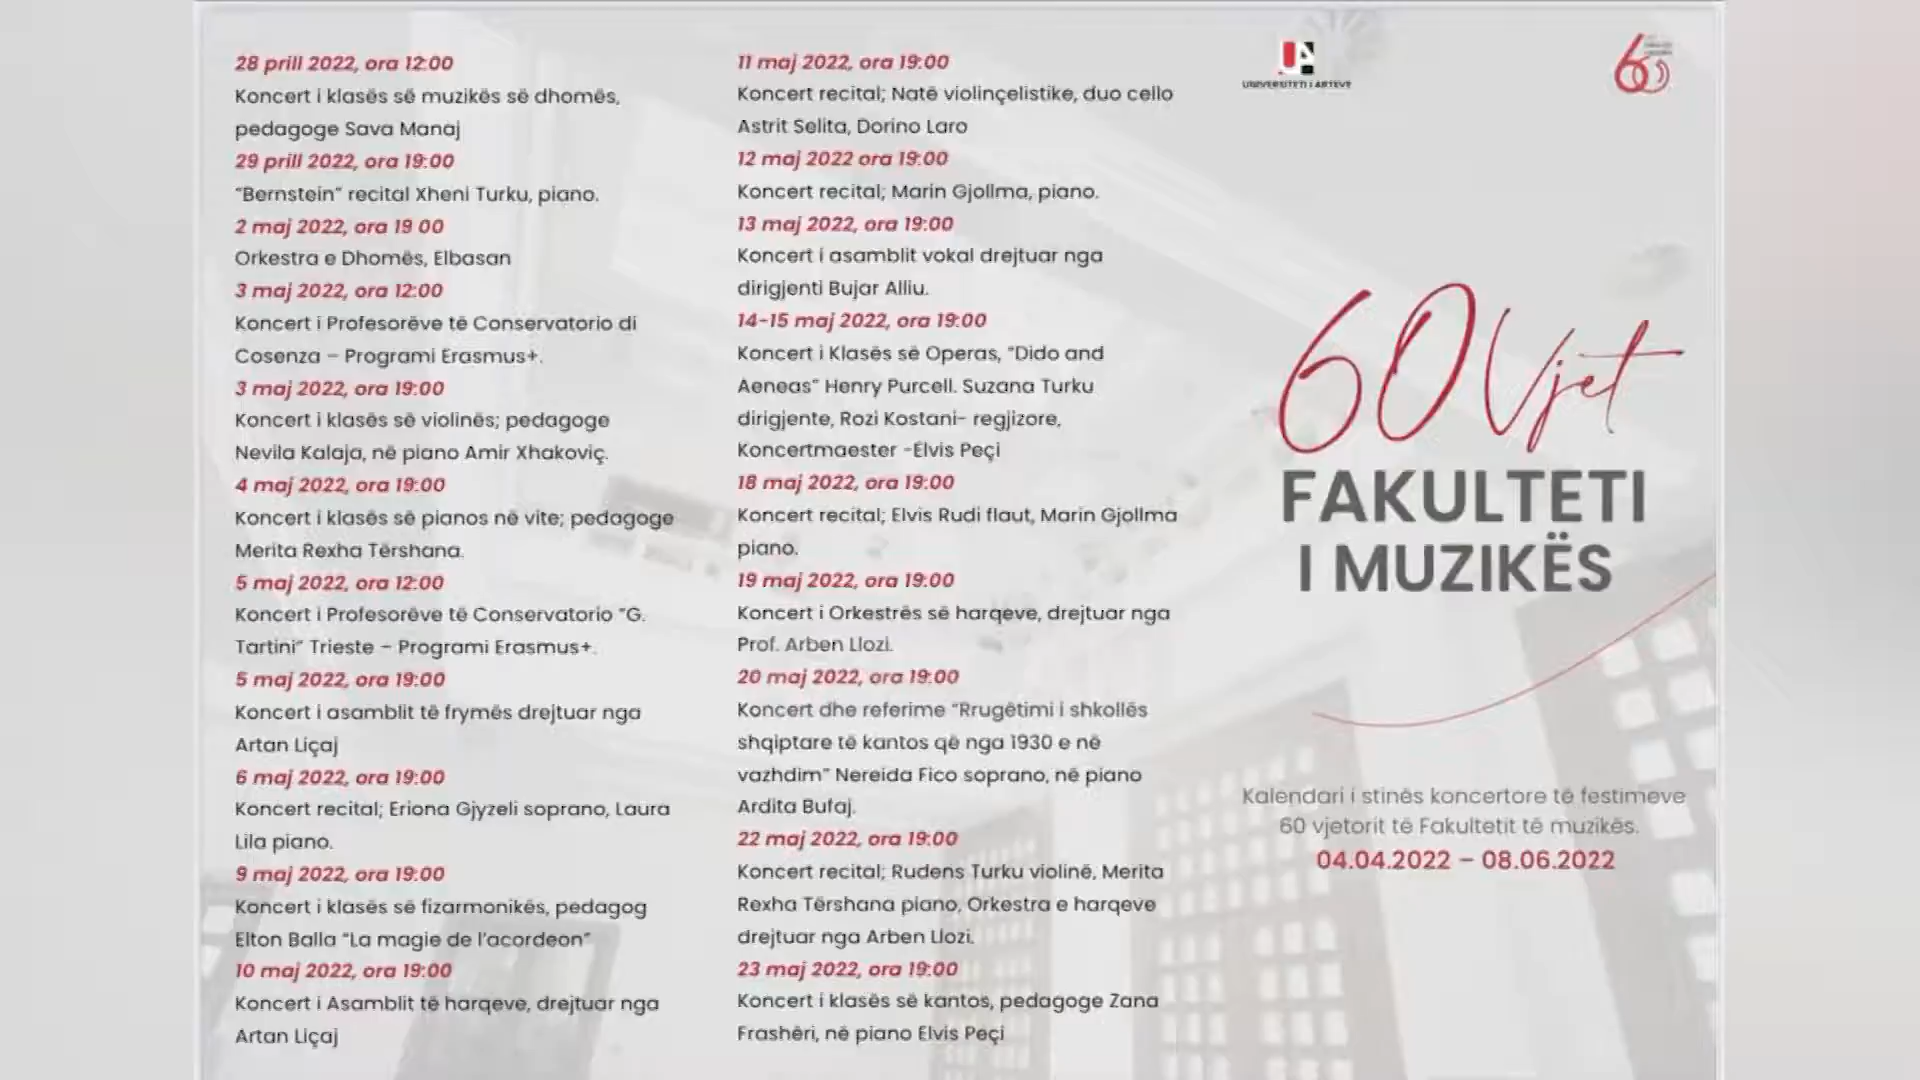 28 prill 2022, ora 12:00
Koncert i klasës së muzikës së dhomës,
pedagoge Sava Manaj
29 prill 2022, ora 19:00
"Bernstein" recital Xheni Turku, piano.
2 maj 2022, ora 19 00
Orkestra e Dhomës, Elbasan
3 maj 2022, ora 12:00
Koncert i Profesorëve të Conservatorio di
Cosenza – Programi Erasmus+.
3 maj 2022, ora 19:00
Koncert i klasës së violinës; pedagoge
Nevila Kalaja, në piano Amir Xhakoviç.
4 maj 2022, ora 19:00
Koncert i klasës së pianos në vite; pedagoge
Merita Rexha Tërshana.
5 maj 2022, ora 12:00
Koncert i Profesorëve të Conservatorio "G.
Tartini" Trieste – Programi Erasmus+.
5 maj 2022, ora 19:00
Koncert i asamblit të frymës drejtuar nga
Artan Liçaj
6 maj 2022, ora 19:00
Koncert recital; Eriona Gjyzeli soprano, Laura
Lila piano.
9 maj 2022, ora 19:00
Koncert i klasës së fizarmonikës, pedagog
Elton Balla "La magie de l'acordeon"
10 maj 2022, ora 19:00
Koncert i Asamblit të harqeve, drejtuar nga
Artan Liçaj
11 maj 2022, ora 19:00
Koncert recital; Natë violinçelistike, duo cello
Astrit Selita, Dorino Laro
12 maj 2022 ora 19:00
Koncert recital; Marin Gjollma, piano.
13 maj 2022, ora 19:00
Koncert i asamblit vokal drejtuar nga
dirigjenti Bujar Alliu.
14-15 maj 2022, ora 19:00
Koncert i Klasës së Operas, "Dido and
Aeneas" Henry Purcell. Suzana Turku
dirigjente, Rozi Kostani- regjizore,
Koncertmaester -Elvis Peçi
18 maj 2022, ora 19:00
Koncert recital; Elvis Rudi flaut, Marin Gjollma
piano.
19 maj 2022, ora 19:00
Koncert i Orkestrës së harqeve, drejtuar nga
Prof. Arben Llozi.
20 maj 2022, ora 19:00
Koncert dhe referime "Rrugëtimi i shkollës
shqiptare të kantos që nga 1930 e në
vazhdim" Nereida Fico soprano, në piano
Ardita Bufaj.
22 maj 2022, ora 19:00
Koncert recital; Rudens Turku violinë, Merita
Rexha Tërshana piano, Orkestra e harqeve
drejtuar nga Arben Llozi.
23 maj 2022, ora 19:00
Koncert i klasës së kantos, pedagoge Zana
Frashëri, në piano Elvis Peçi
UA
UNIVERSITETI I ARTEVE
60
60 Vjet
FAKULTETI
I MUZIKËS
Kalendari i stinës koncertore të festimeve
60 vjetorit të Fakultetit të muzikës.
04.04.2022 – 08.06.2022